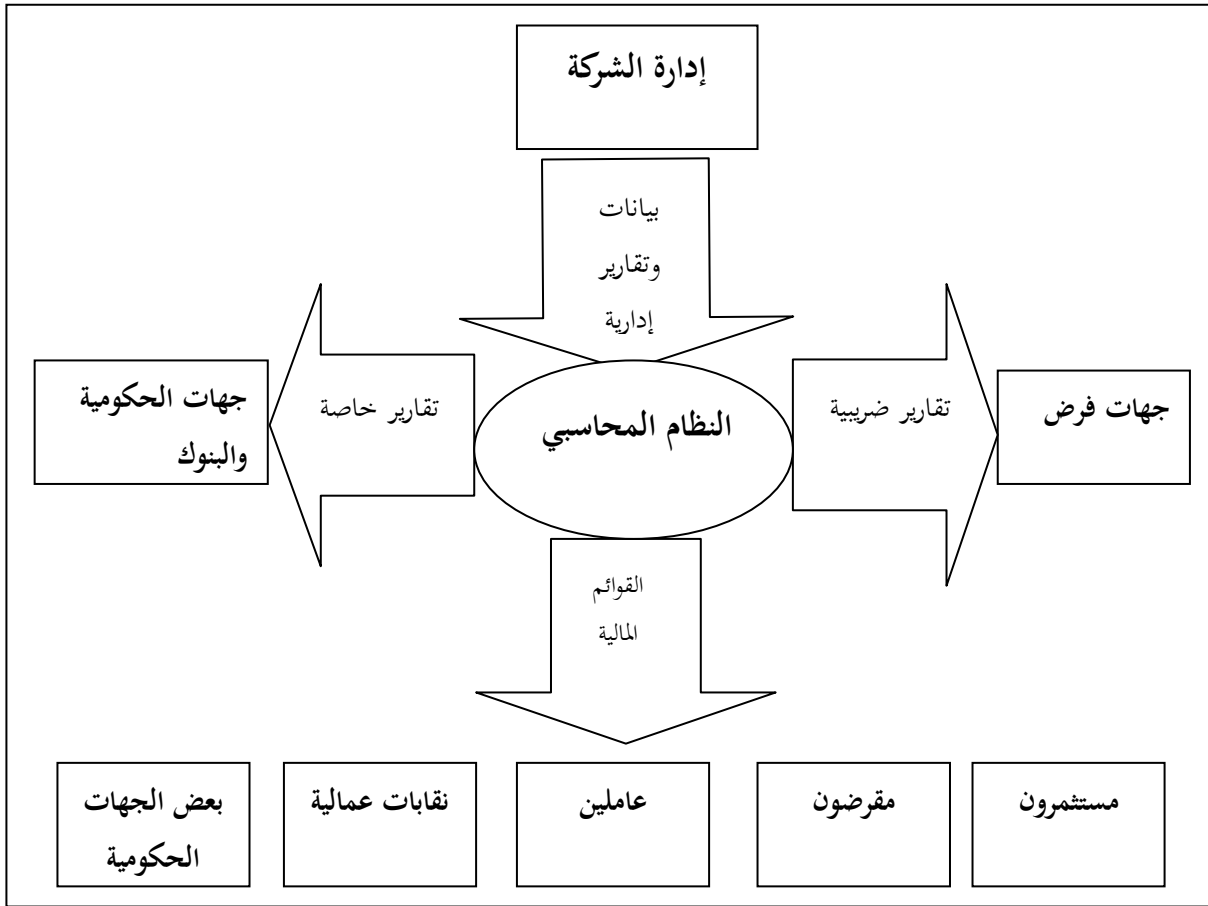 إدارة الشركة
بيانات
وتقارير
إدارية
جهات فرض
تقارير ضريبية
النظام المحاسبي
تقارير خاصة
جهات الحكومية
والبنوك
القوائم
المالية
مستثمرون
مقرضون
عاملين
نقابات عمالية
بعض الجهات
الحكومية